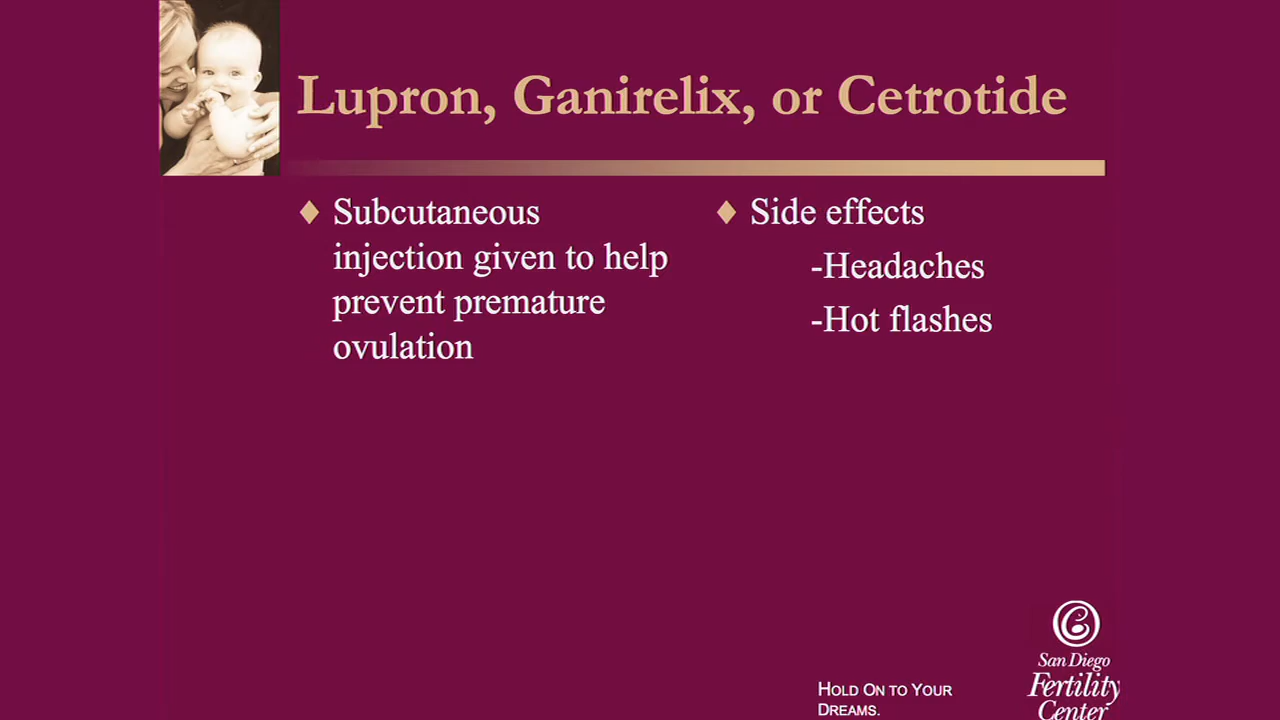 Lupron, Ganirelix, or Cetrotide
Subcutaneous
injection given to help
prevent premature
ovulation
Side effects
-Headaches
-Hot flashes
HOLD ON TO YOUR
DREAMS.
San Diego
Fertility
Center